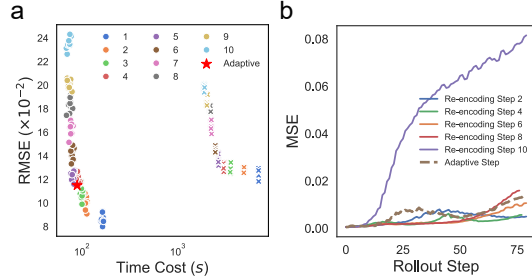 a
24
22
20
18
16
14
12
10
8
RMSE (×10⁻²)
10²
10³
Time Cost (s)
1
2
3
4
5
6
7
8
9
10
Adaptive
b
0.08
0.06
0.04
0.02
0.00
MSE
0
25
50
75
Rollout Step
Re-encoding Step 2
Re-encoding Step 4
Re-encoding Step 6
Re-encoding Step 8
Re-encoding Step 10
Adaptive Step